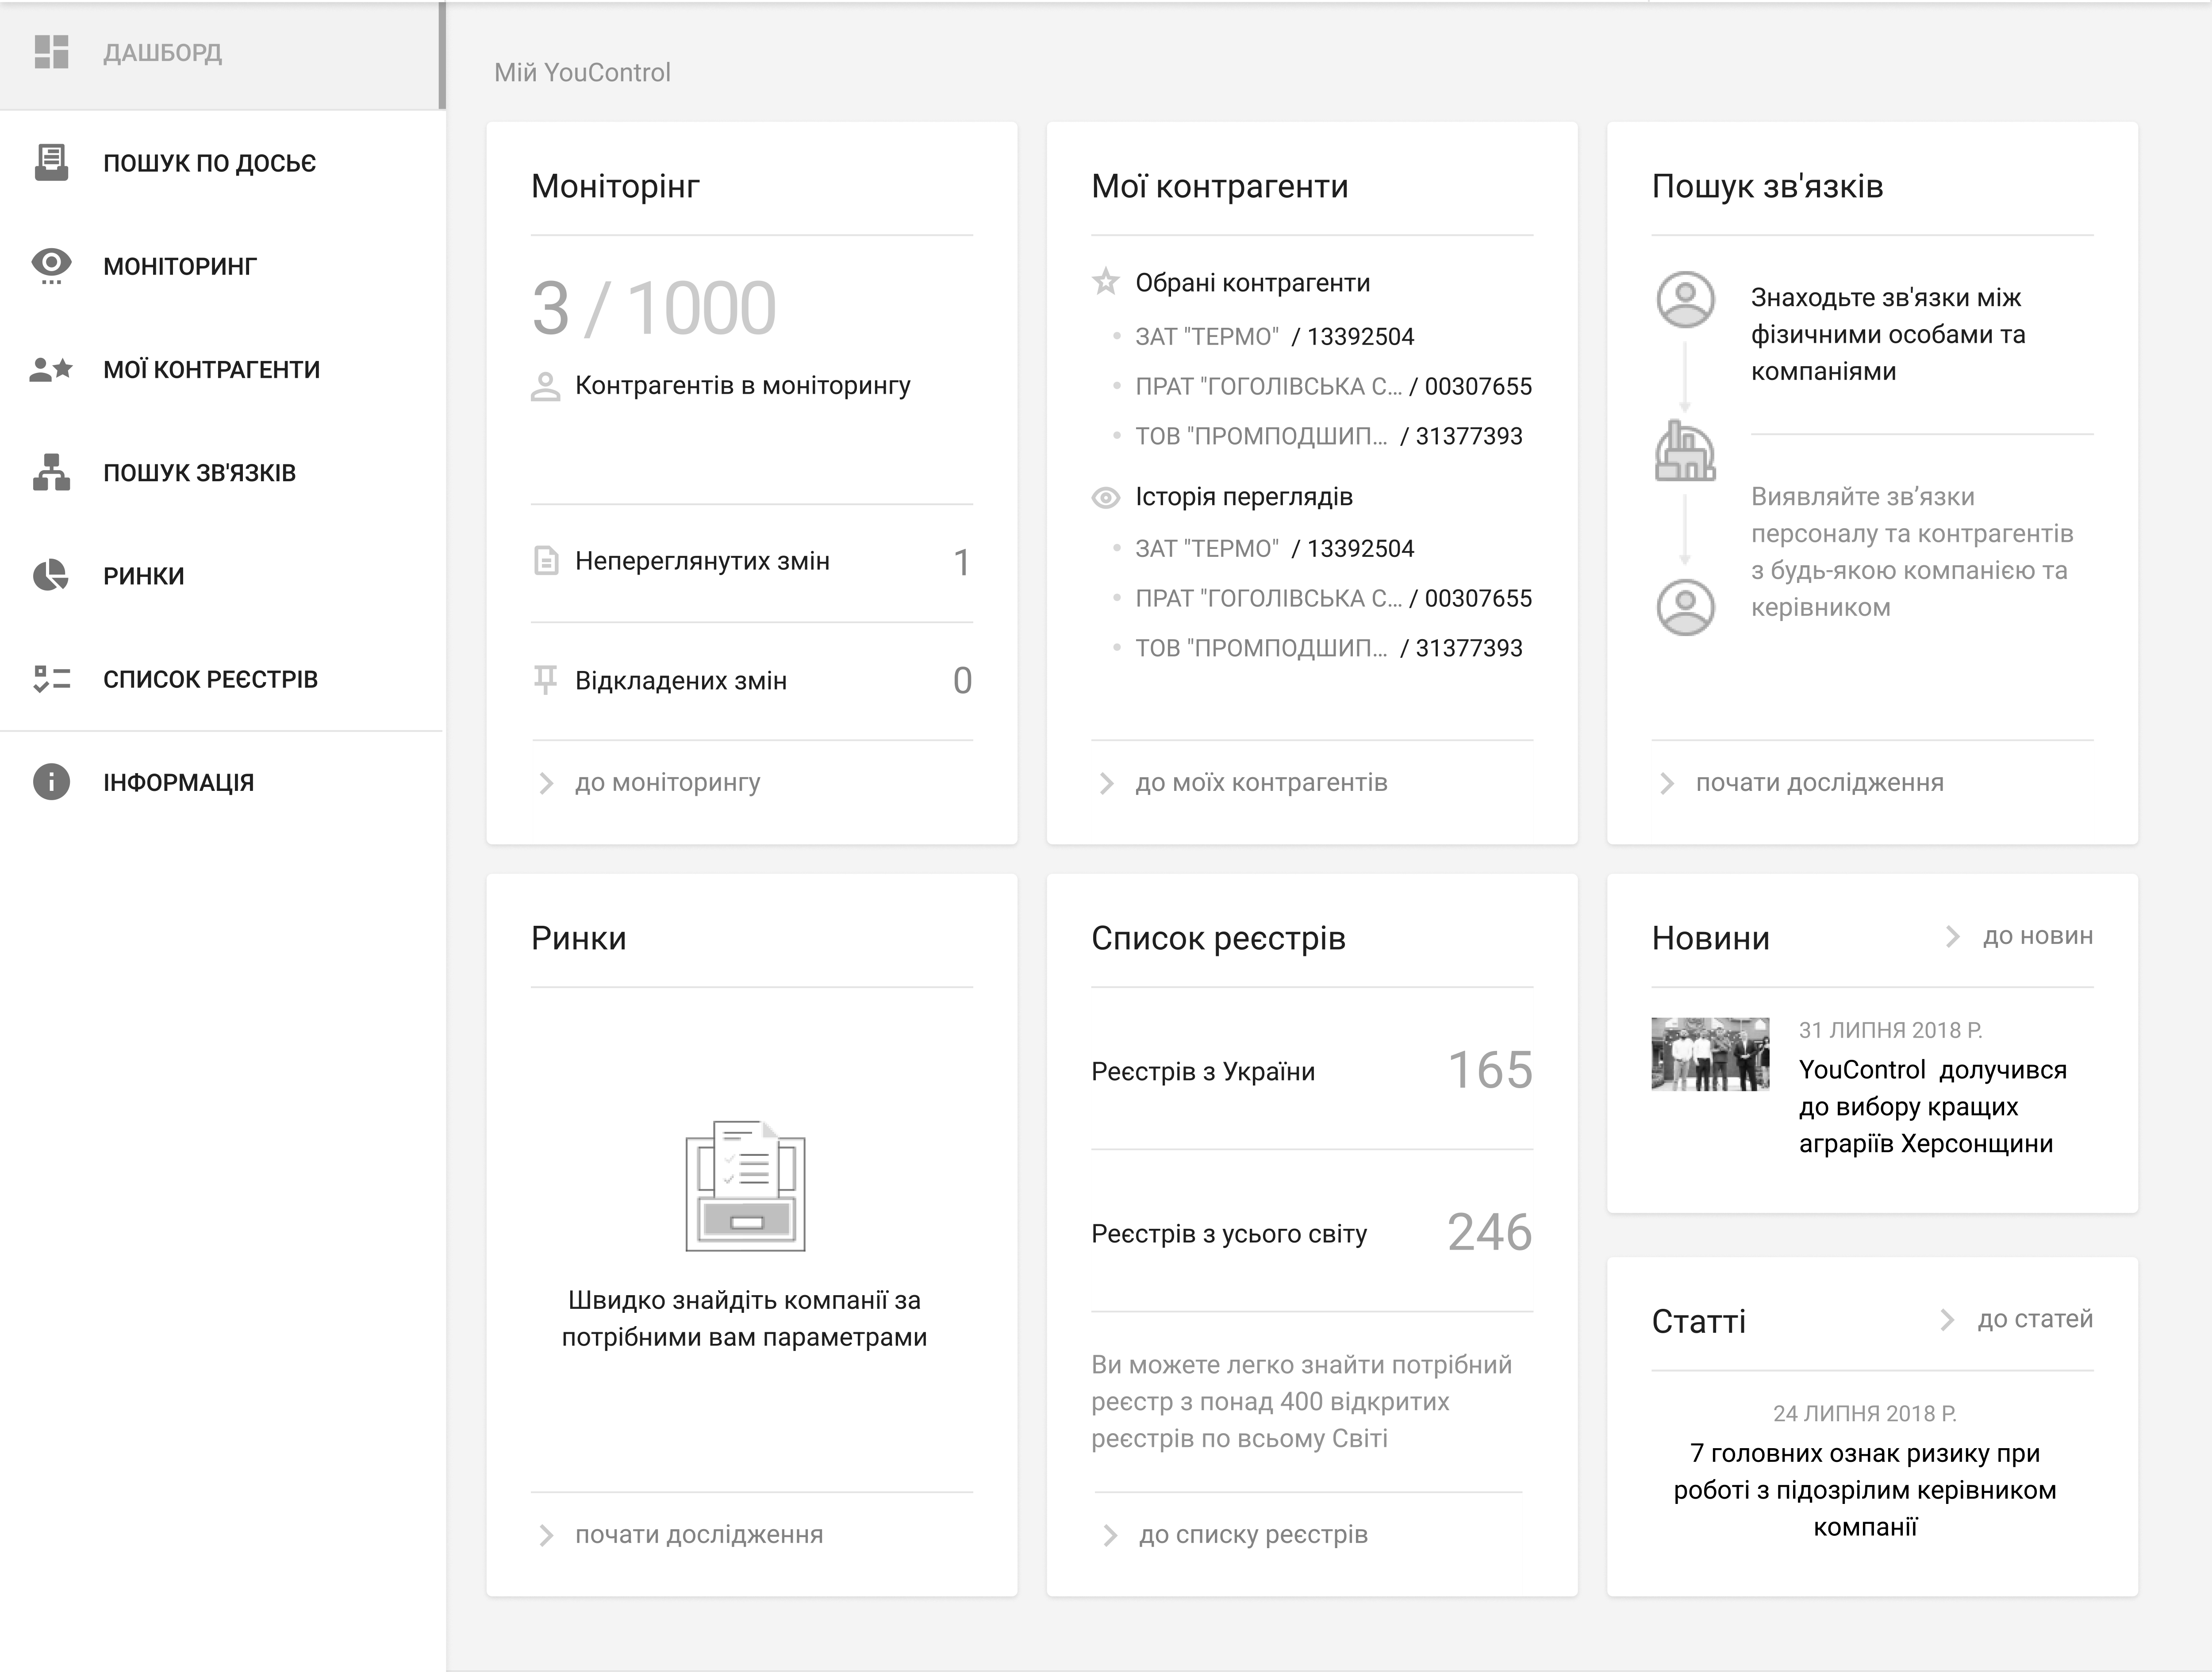 ДАШБОРД
ПОШУК ПО ДОСЬЄ
МОНІТОРИНГ
МОЇ КОНТРАГЕНТИ
ПОШУК ЗВ'ЯЗКІВ
РИНКИ
СПИСОК РЕЄСТРІВ
ІНФОРМАЦІЯ
Мій YouControl
Моніторінг
3 / 1000
Контрагентів в моніторингу
Непереглянутих змін 1
Відкладених змін 0
до моніторингу
Мої контрагенти
Обрані контрагенти
ЗАТ "ТЕРМО" / 13392504
ПРАТ "ГОГОЛІВСЬКА С... / 00307655
ТОВ "ПРОМПОДШИП... / 31377393
Історія переглядів
ЗАТ "ТЕРМО" / 13392504
ПРАТ "ГОГОЛІВСЬКА С... / 00307655
ТОВ "ПРОМПОДШИП... / 31377393
до моїх контрагентів
Пошук зв'язків
Знаходьте зв'язки між
фізичними особами та
компаніями
Виявляйте зв’язки
персоналу та контрагентів
з будь-якою компанією та
керівником
почати дослідження
Ринки
Швидко знайдіть компанії за
потрібними вам параметрами
почати дослідження
Список реєстрів
Реєстрів з України 165
Реєстрів з усього світу 246
Ви можете легко знайти потрібний
реєстр з понад 400 відкритих
реєстрів по всьому Світі
до списку реєстрів
Новини до новин
31 ЛИПНЯ 2018 Р.
YouControl долучився
до вибору кращих
аграріїв Херсонщини
Статті до статей
24 ЛИПНЯ 2018 Р.
7 головних ознак ризику при
роботі з підозрілим керівником
компанії